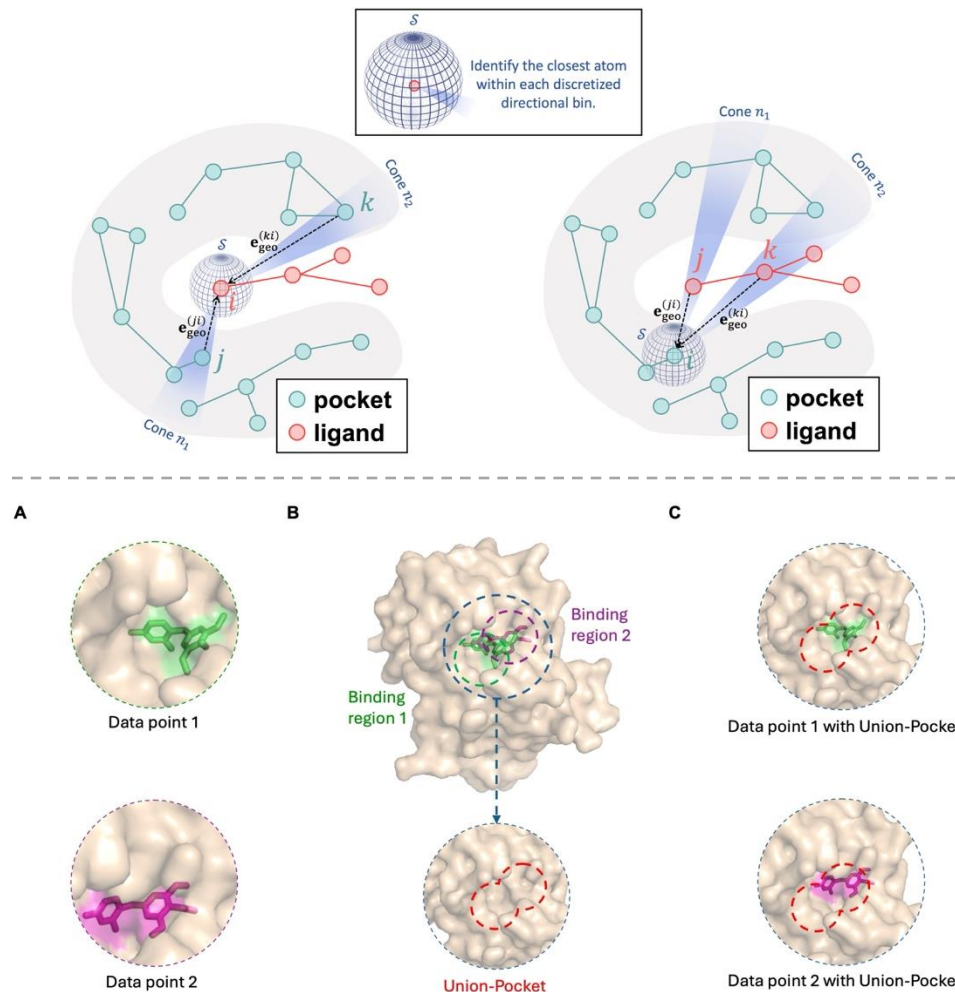 S
Identify the closest atom
within each discretized
directional bin.
Cone n₂
k
e_geo^(ki)
S
i
e_geo^(ji)
j
Cone n₁
pocket
ligand
Cone n₁
Cone n₂
j
k
e_geo^(ji)
e_geo^(ki)
S
i
pocket
ligand
A
B
C
Data point 1
Binding
region 2
Binding
region 1
Data point 1 with Union-Pocke
Data point 2
Union-Pocket
Data point 2 with Union-Pocke